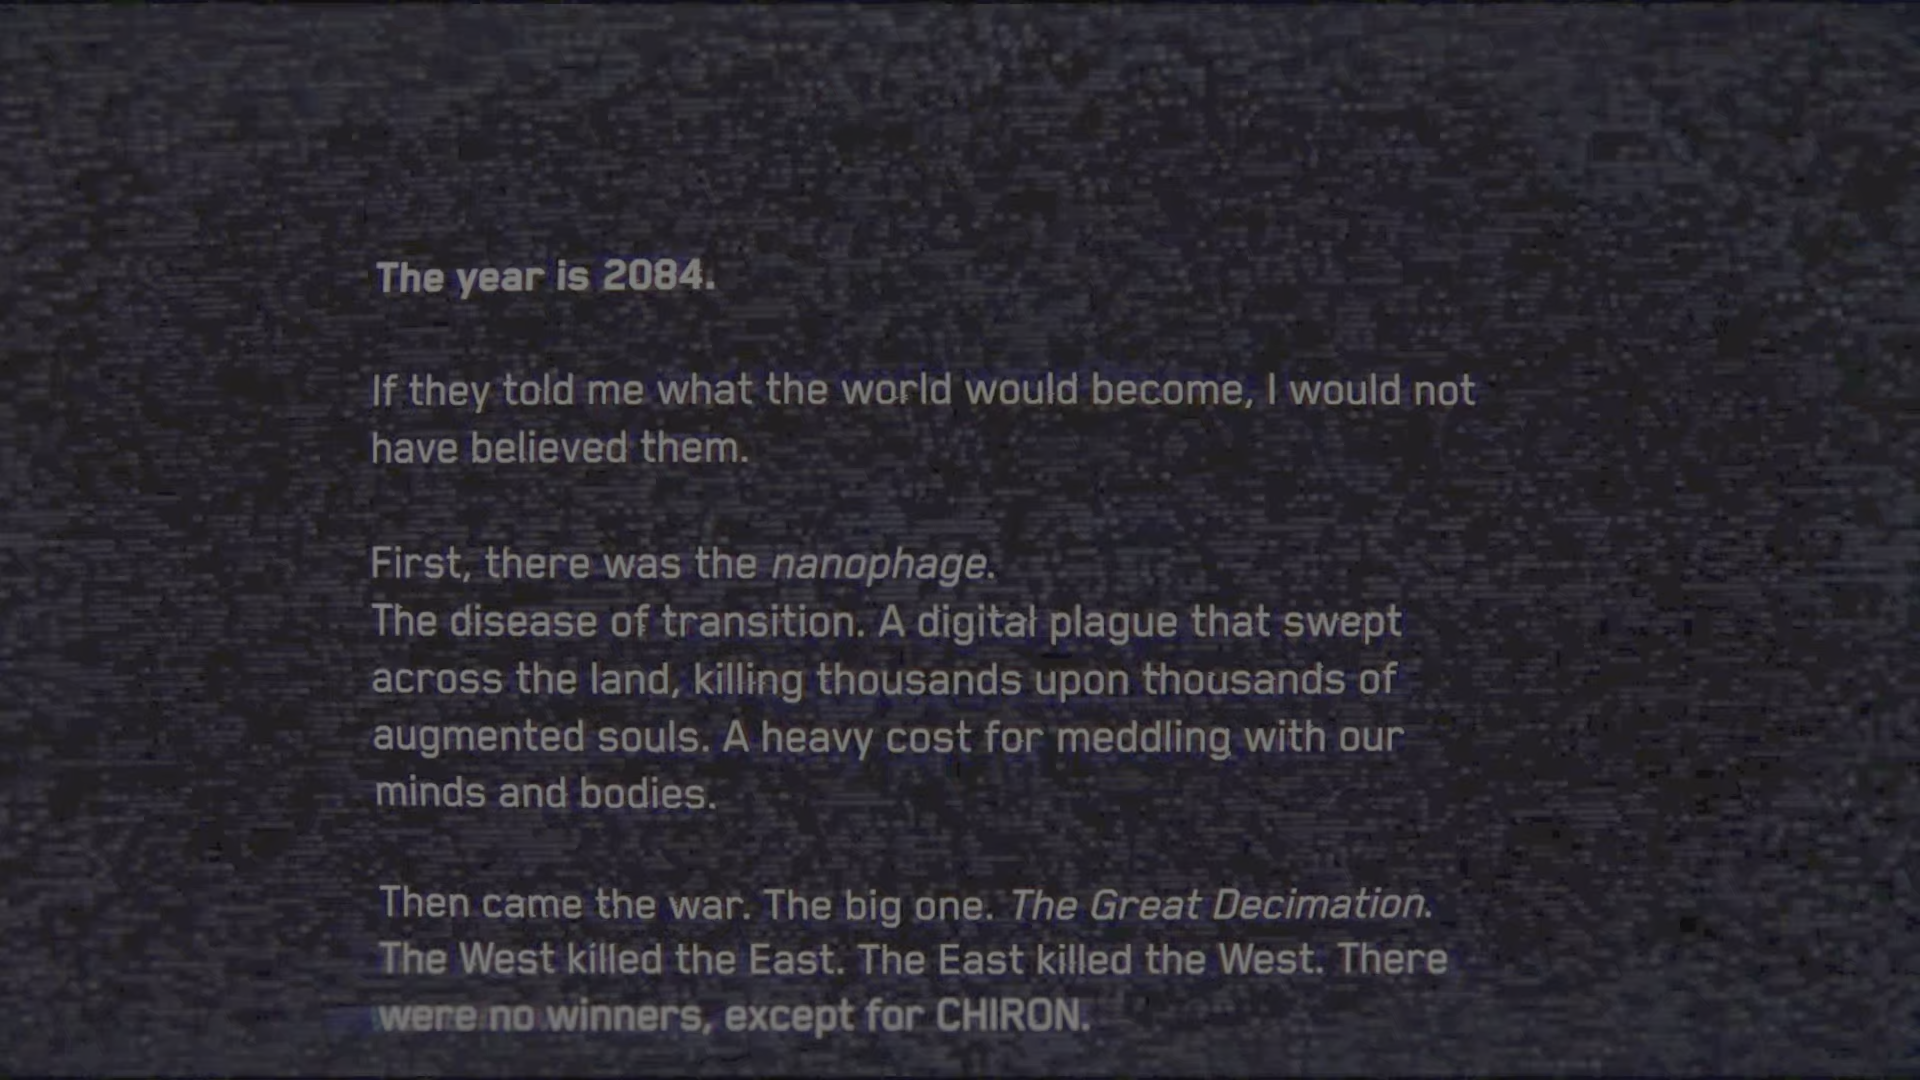 The year is 2084.
If they told me what the world would become, I would not
have believed them.
First, there was the nanophage.
The disease of transition. A digital plague that swept
across the land, killing thousands upon thousands of
augmented souls. A heavy cost for meddling with our
minds and bodies.
Then came the war. The big one. The Great Decimation.
The West killed the East. The East killed the West. There
were no winners, except for CHIRON.